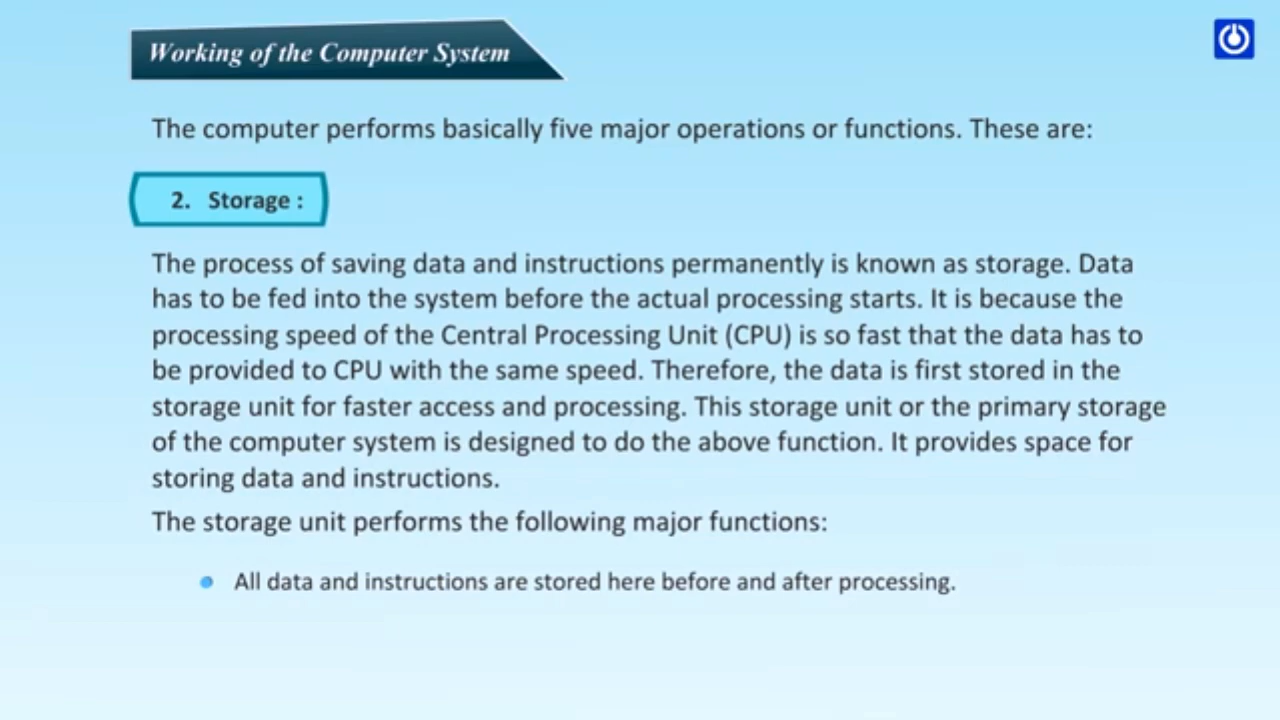 Working of the Computer System
The computer performs basically five major operations or functions. These are:
2. Storage :
The process of saving data and instructions permanently is known as storage. Data
has to be fed into the system before the actual processing starts. It is because the
processing speed of the Central Processing Unit (CPU) is so fast that the data has to
be provided to CPU with the same speed. Therefore, the data is first stored in the
storage unit for faster access and processing. This storage unit or the primary storage
of the computer system is designed to do the above function. It provides space for
storing data and instructions.
The storage unit performs the following major functions:
All data and instructions are stored here before and after processing.